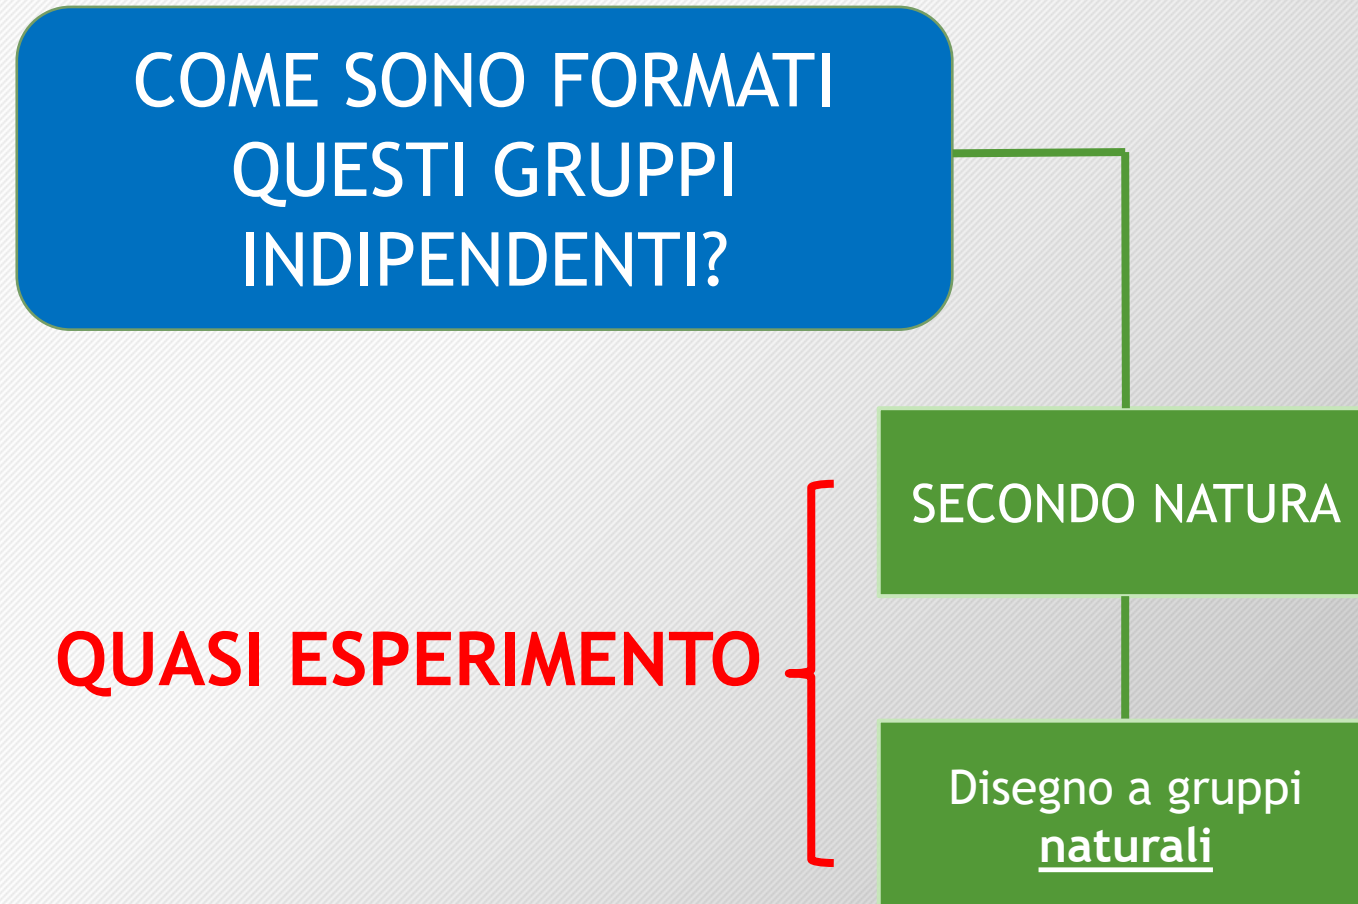 COME SONO FORMATI
QUESTI GRUPPI
INDIPENDENTI?
SECONDO NATURA
QUASI ESPERIMENTO
Disegno a gruppi
naturali